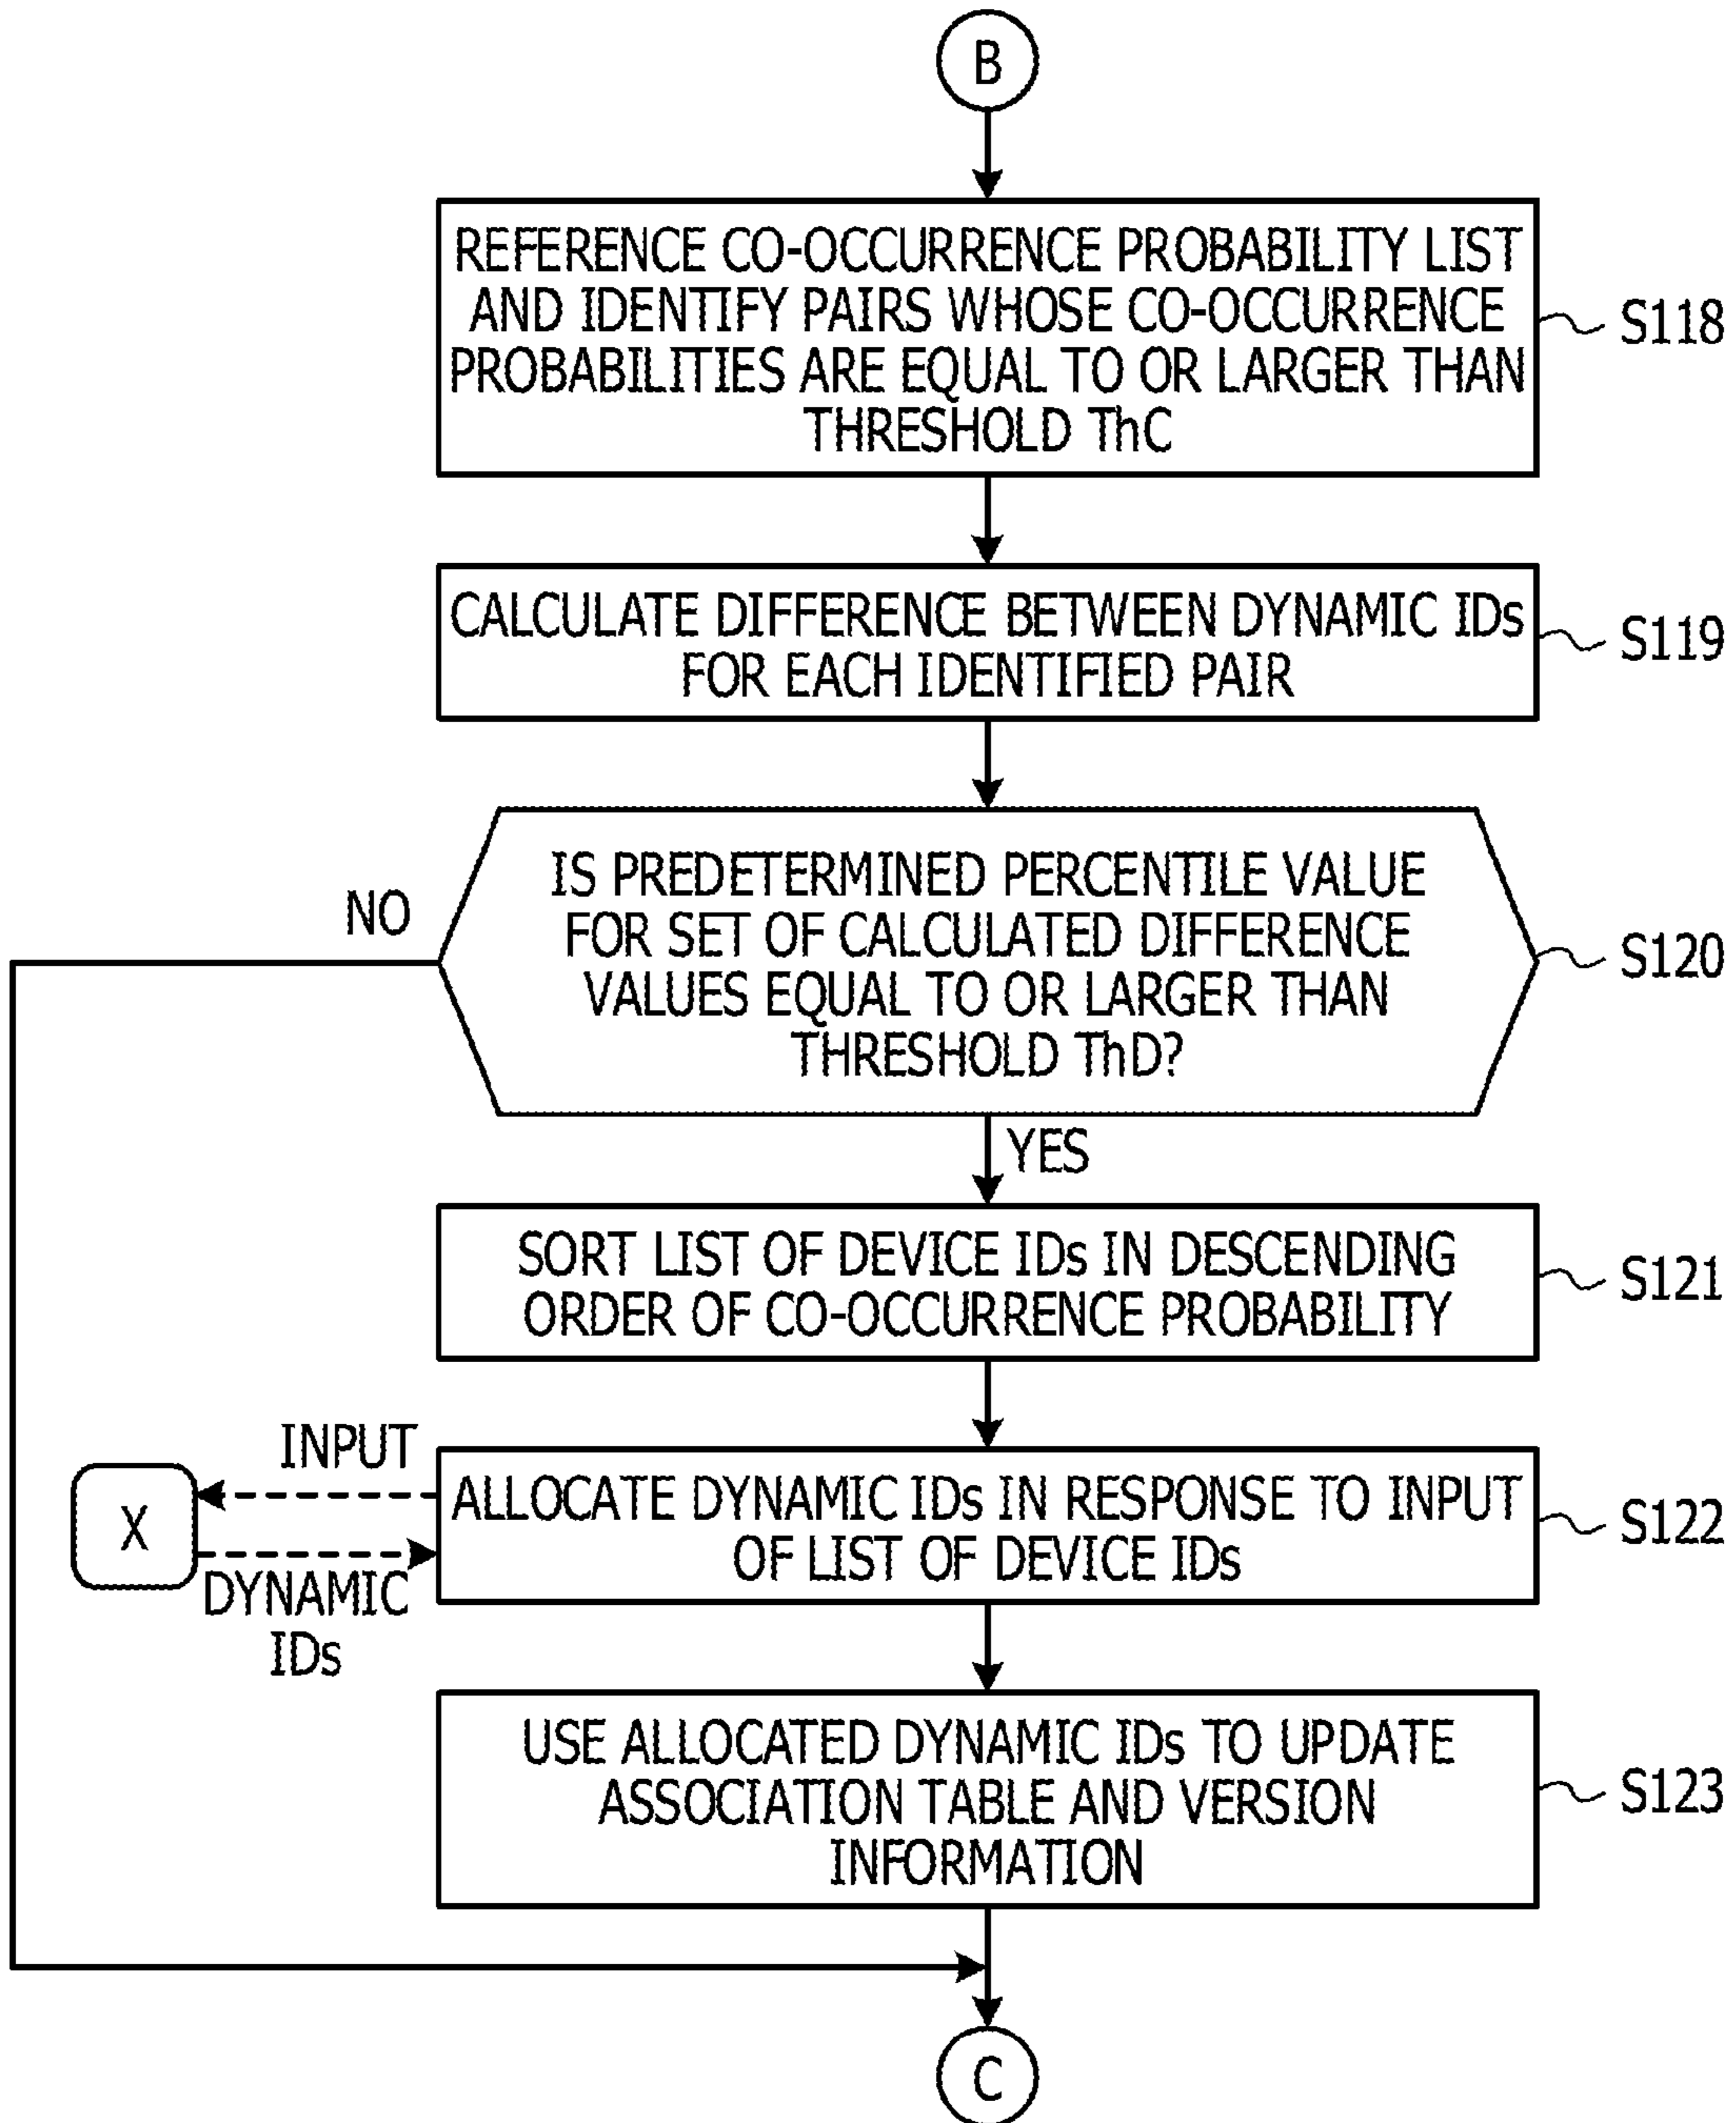 B
REFERENCE CO-OCCURRENCE PROBABILITY LIST
AND IDENTIFY PAIRS WHOSE CO-OCCURRENCE
PROBABILITIES ARE EQUAL TO OR LARGER THAN
THRESHOLD ThC
S118
CALCULATE DIFFERENCE BETWEEN DYNAMIC IDs
FOR EACH IDENTIFIED PAIR
S119
IS PREDETERMINED PERCENTILE VALUE
FOR SET OF CALCULATED DIFFERENCE
VALUES EQUAL TO OR LARGER THAN
THRESHOLD ThD?
S120
NO
YES
SORT LIST OF DEVICE IDs IN DESCENDING
ORDER OF CO-OCCURRENCE PROBABILITY
S121
INPUT
X
DYNAMIC
IDs
ALLOCATE DYNAMIC IDs IN RESPONSE TO INPUT
OF LIST OF DEVICE IDs
S122
USE ALLOCATED DYNAMIC IDs TO UPDATE
ASSOCIATION TABLE AND VERSION
INFORMATION
S123
C